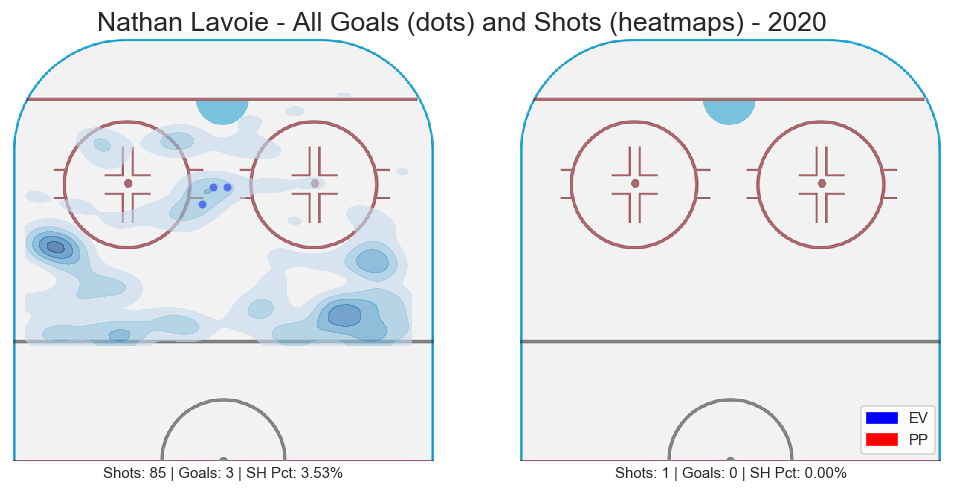 Nathan Lavoie - All Goals (dots) and Shots (heatmaps) - 2020
EV
PP
Shots: 85 | Goals: 3 | SH Pct: 3.53%
Shots: 1 | Goals: 0 | SH Pct: 0.00%